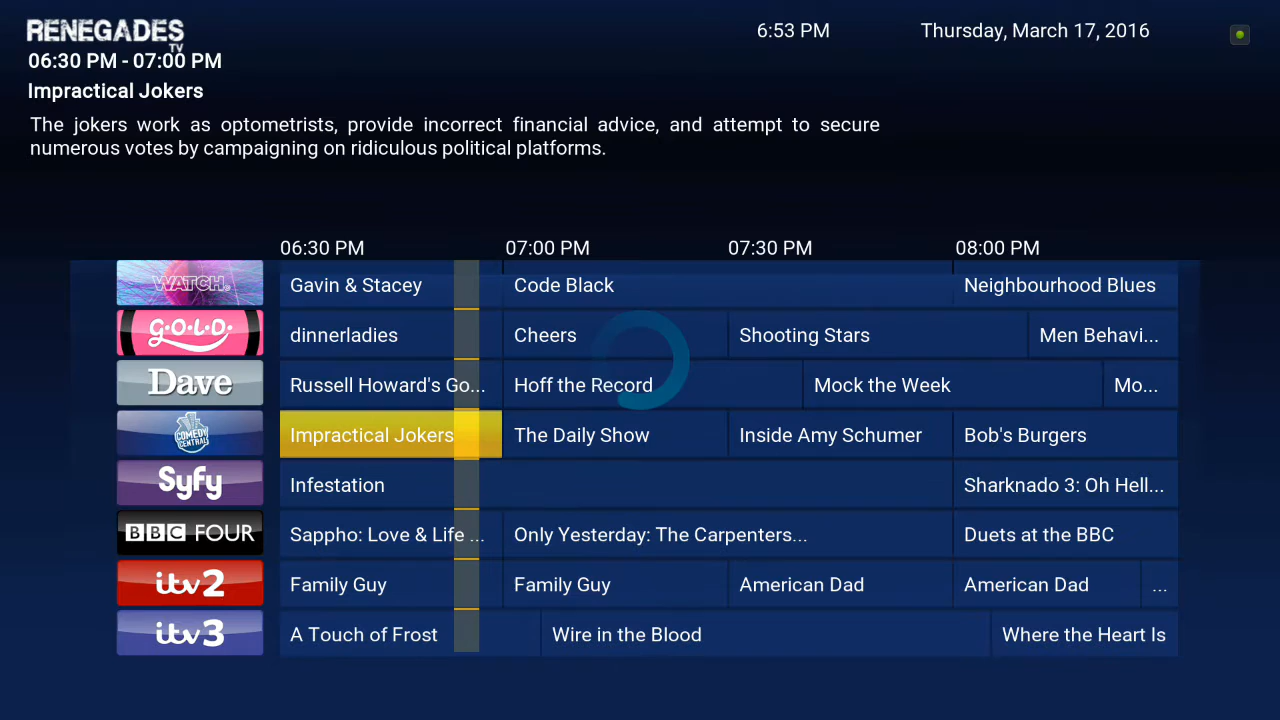 RENEGADES
TV
6:53 PM
Thursday, March 17, 2016
06:30 PM - 07:00 PM
Impractical Jokers
The jokers work as optometrists, provide incorrect financial advice, and attempt to secure
numerous votes by campaigning on ridiculous political platforms.
06:30 PM 07:00 PM 07:30 PM 08:00 PM
WATCH. Gavin & Stacey Code Black Neighbourhood Blues
G·O·L·D· dinnerladies Cheers Shooting Stars Men Behavi...
Dave Russell Howard's Go... Hoff the Record Mock the Week Mo...
COMEDY CENTRAL Impractical Jokers The Daily Show Inside Amy Schumer Bob's Burgers
Syfy Infestation Sharknado 3: Oh Hell...
BBC FOUR Sappho: Love & Life ... Only Yesterday: The Carpenters... Duets at the BBC
itv2 Family Guy Family Guy American Dad American Dad ...
itv3 A Touch of Frost Wire in the Blood Where the Heart Is